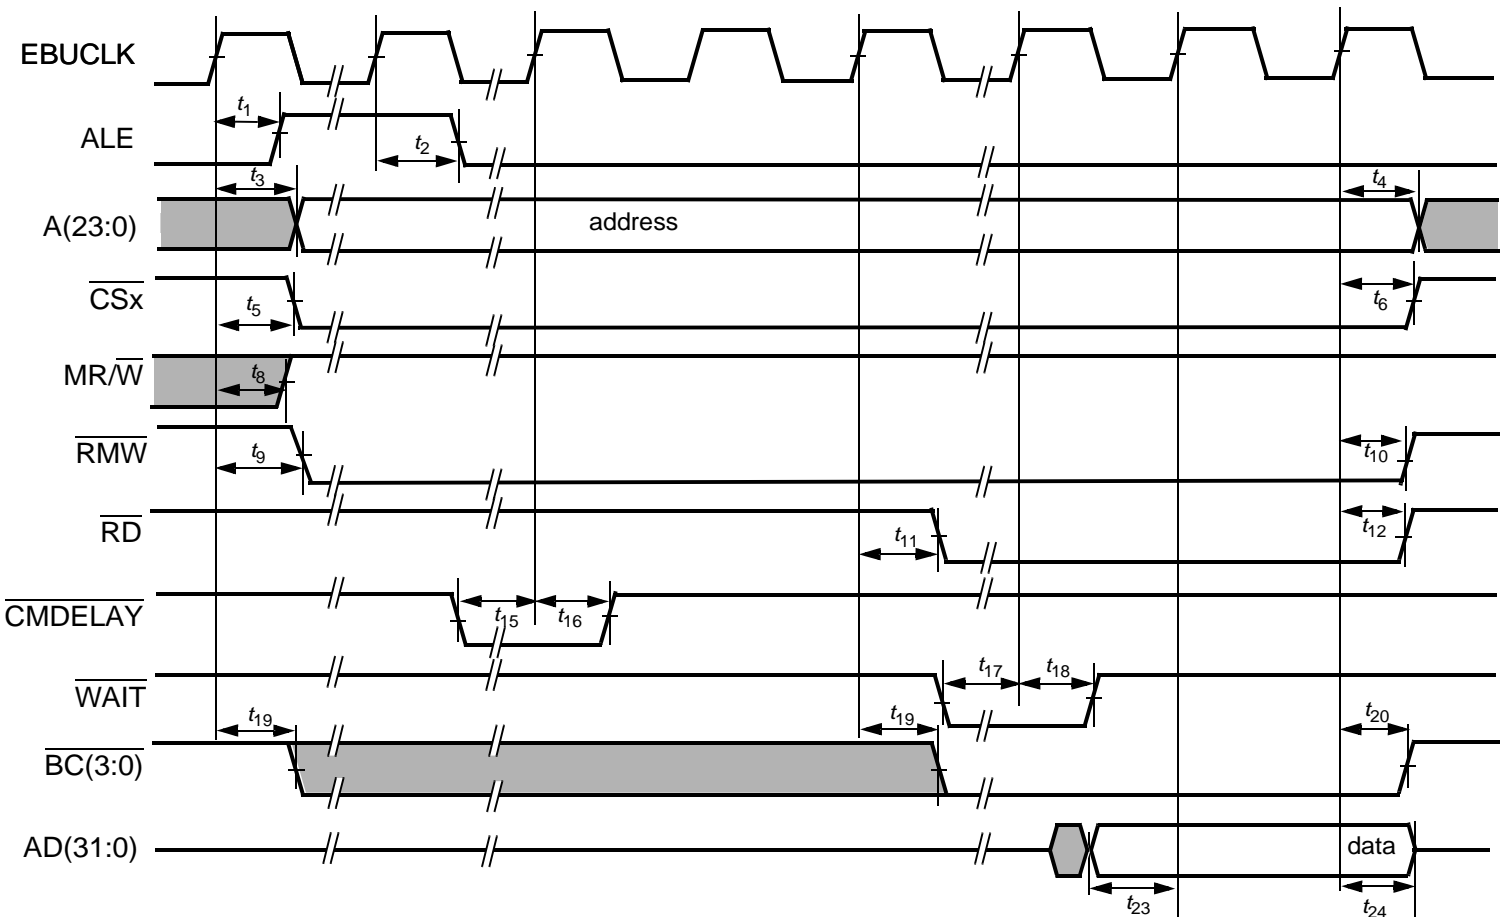 EBUCLK
t1
ALE
t2
t3
t4
A(23:0)
address
CSx
t5
t6
MR/W
t8
RMW
t9
t10
RD
t11
t12
CMDELAY
t15
t16
WAIT
t17
t18
t19
t19
t20
BC(3:0)
AD(31:0)
data
t23
t24